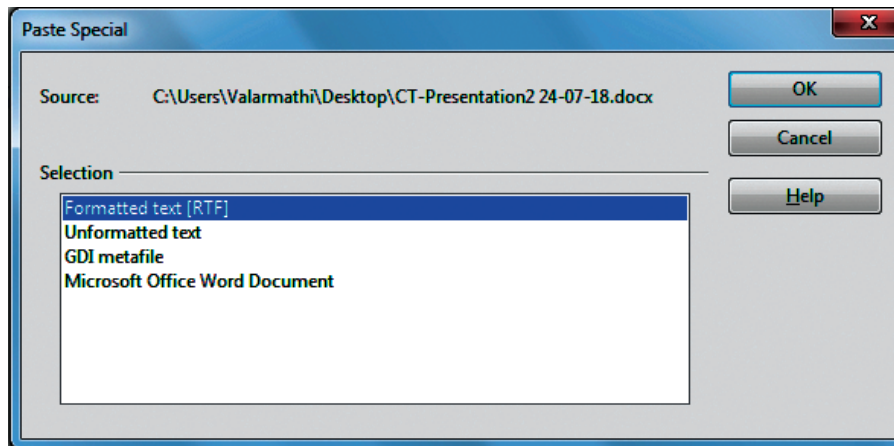 Paste Special
Source: C:\Users\Valarmathi\Desktop\CT-Presentation2 24-07-18.docx
OK
Cancel
Selection
Help
Formatted text [RTF]
Unformatted text
GDI metafile
Microsoft Office Word Document